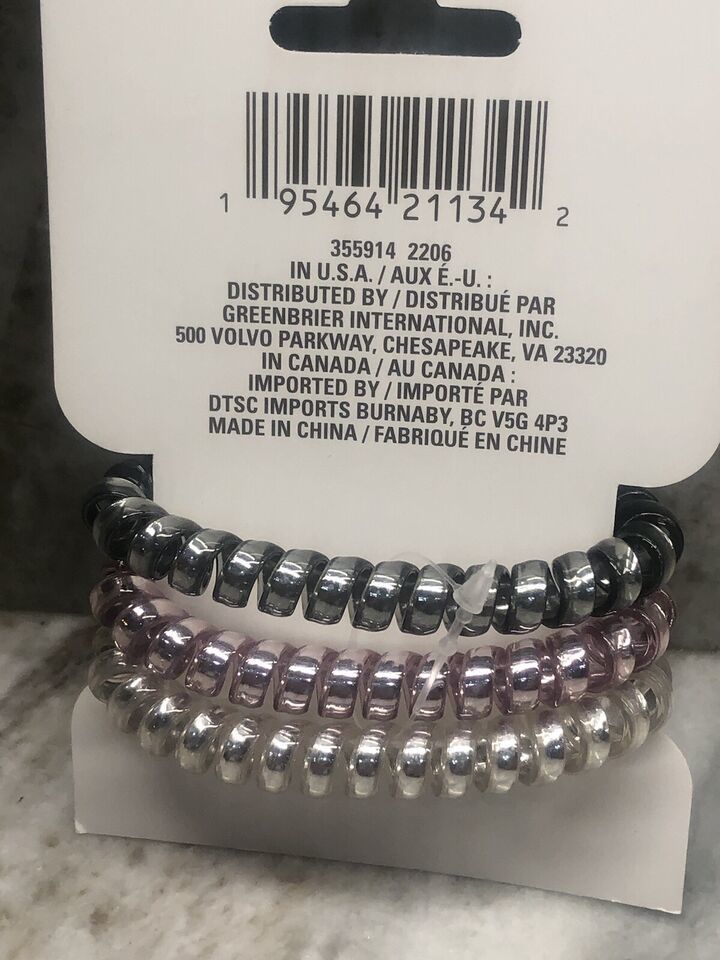 1 95464 21134 2
355914 2206
IN U.S.A. / AUX É.-U. :
DISTRIBUTED BY / DISTRIBUÉ PAR
GREENBRIER INTERNATIONAL, INC.
500 VOLVO PARKWAY, CHESAPEAKE, VA 23320
IN CANADA / AU CANADA :
IMPORTED BY / IMPORTÉ PAR
DTSC IMPORTS BURNABY, BC V5G 4P3
MADE IN CHINA / FABRIQUÉ EN CHINE